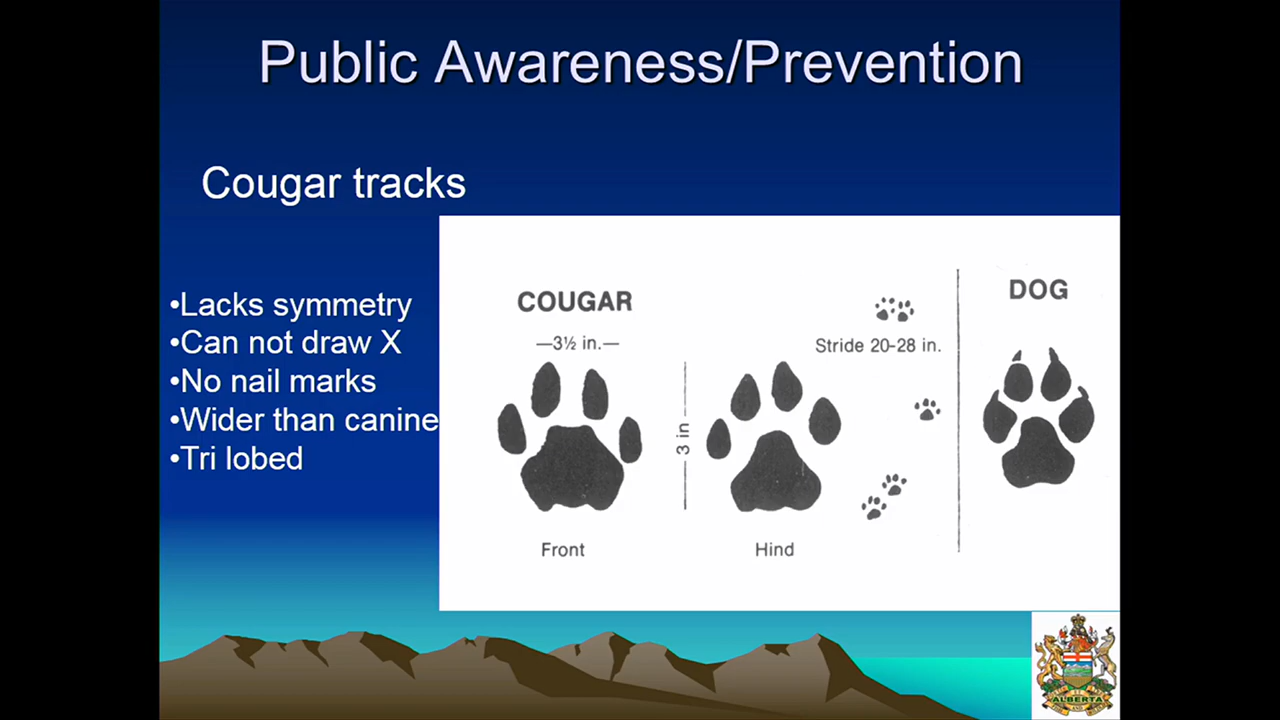 Public Awareness/Prevention
Cougar tracks
•Lacks symmetry
•Can not draw X
•No nail marks
•Wider than canine
•Tri lobed
COUGAR
—3½ in.—
3 in
Front
Hind
Stride 20-28 in.
DOG
ALBERTA